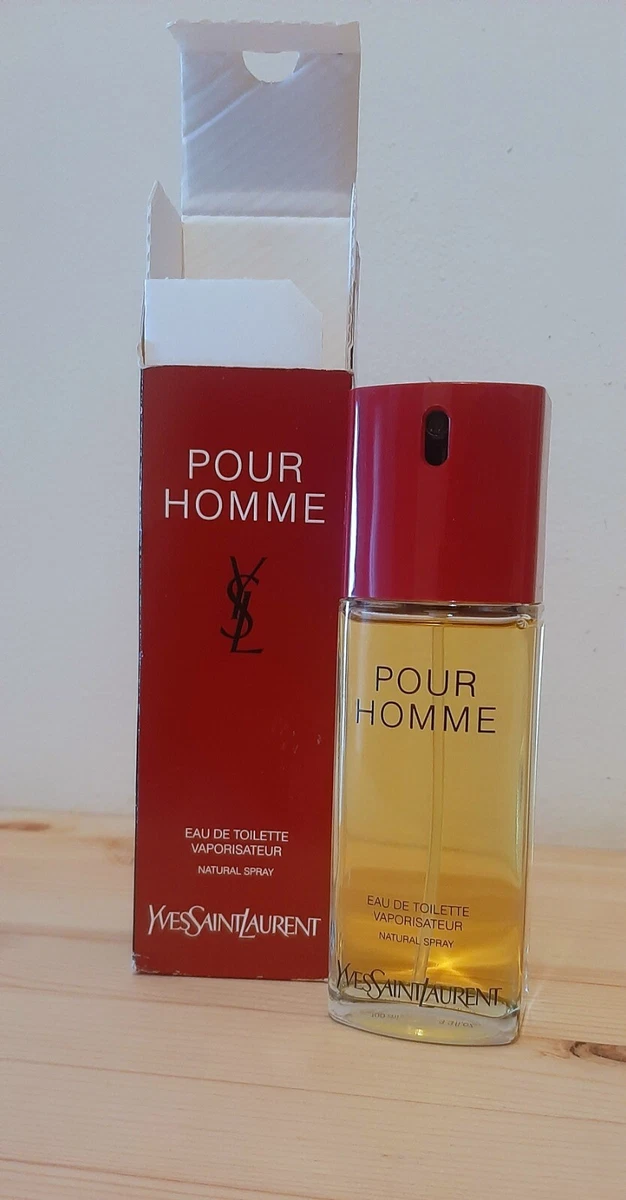 POUR
HOMME
YSL
EAU DE TOILETTE
VAPORISATEUR
NATURAL SPRAY
YVESSAINTLAURENT
POUR
HOMME
EAU DE TOILETTE
VAPORISATEUR
NATURAL SPRAY
YVESSAINTLAURENT